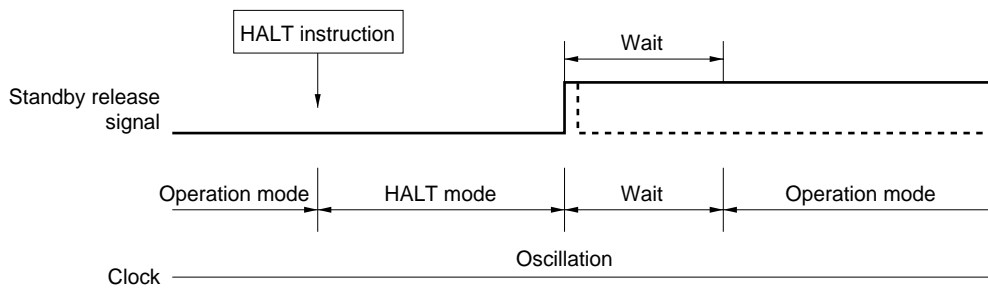 HALT instruction
Wait
Standby release
signal
Operation mode
HALT mode
Wait
Operation mode
Oscillation
Clock